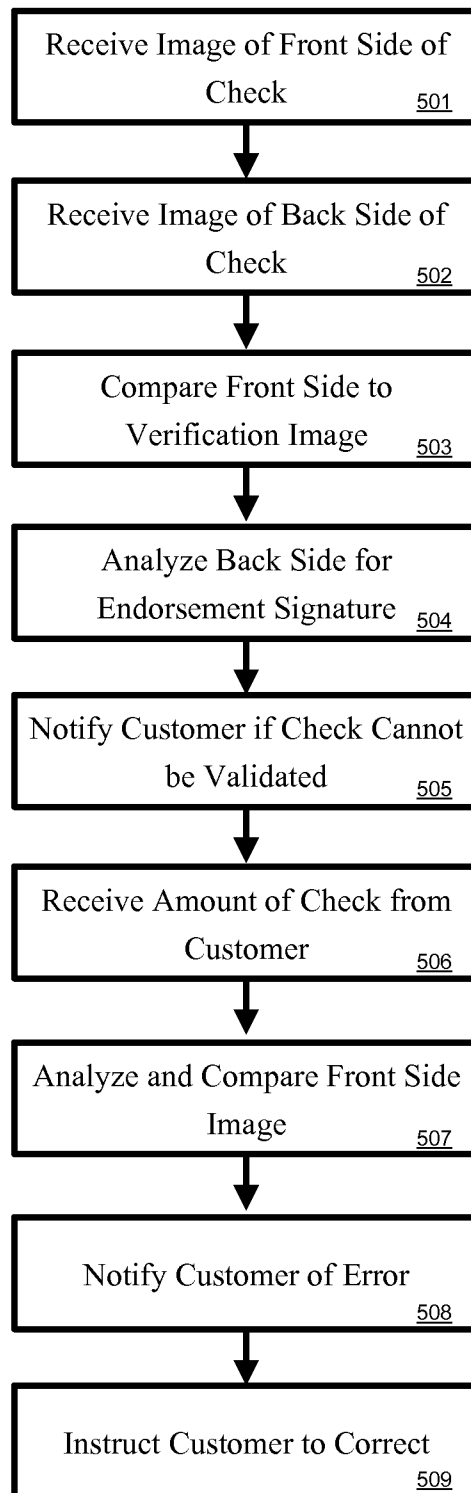 Receive Image of Front Side of
Check
501
Receive Image of Back Side of
Check
502
Compare Front Side to
Verification Image
503
Analyze Back Side for
Endorsement Signature
504
Notify Customer if Check Cannot
be Validated
505
Receive Amount of Check from
Customer
506
Analyze and Compare Front Side
Image
507
Notify Customer of Error
508
Instruct Customer to Correct
509